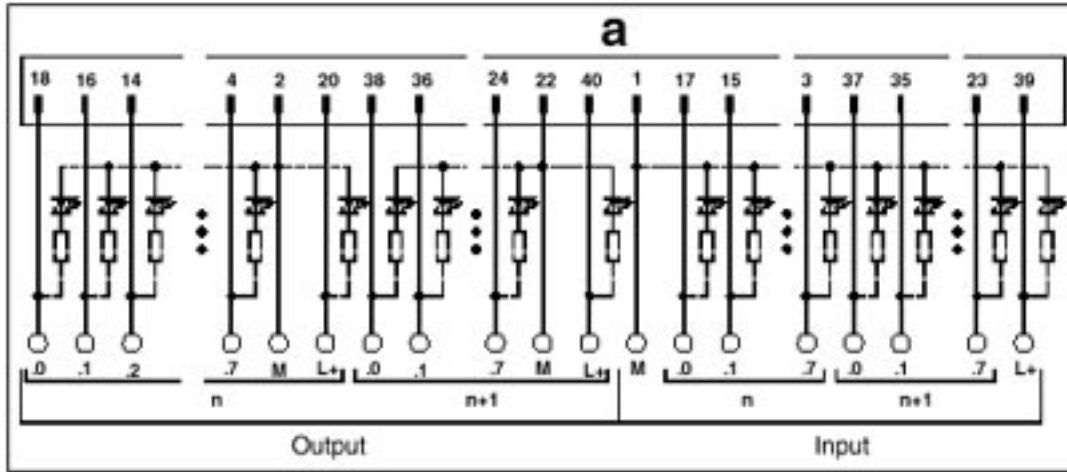 a
18 16 14 4 2 20 38 36 24 22 40 1 17 15 3 37 35 23 39
.0 .1 .2 .7 M L+ .0 .1 .7 M L+ M .0 .1 .7 .0 .1 .7 L+
n n+1 n n+1
Output Input